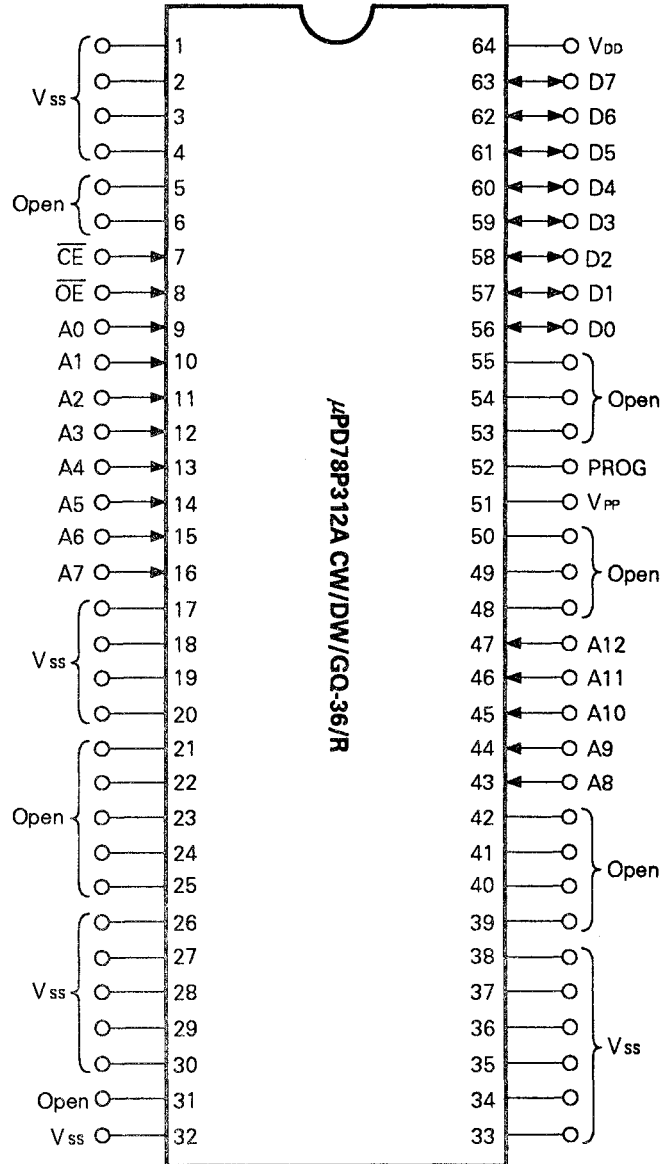 1 64 VDD
2 63 D7
Vss
3 62 D6
4 61 D5
5 60 D4
Open
6 59 D3
CE 7 58 D2
OE 8 57 D1
A0 9 56 D0
A1 10 55
A2 11 54 Open
A3 12 53
A4 13 52 PROG
A5 14 51 VPP
A6 15 50
A7 16 49 Open
17 48
18 47 A12
Vss
19 46 A11
20 45 A10
21 44 A9
22 43 A8
Open 23 42
24 41
Open
25 40
26 39
27 38
Vss 28 37
29 36
Vss
30 35
Open 31 34
Vss 32 33
μPD78P312A CW/DW/GQ-36/R